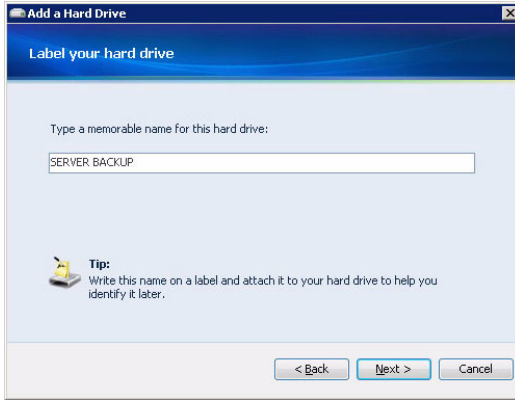 Add a Hard Drive
Label your hard drive
Type a memorable name for this hard drive:
SERVER BACKUP
Tip:
Write this name on a label and attach it to your hard drive to help you
identify it later.
< Back Next > Cancel